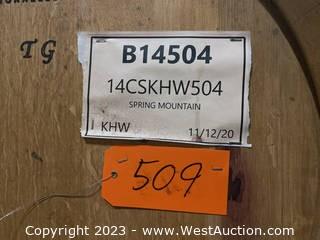 TG
B14504
14CSKHW504
SPRING MOUNTAIN
KHW 11/12/20
509
Copyright 2023 - www.WestAuction.com